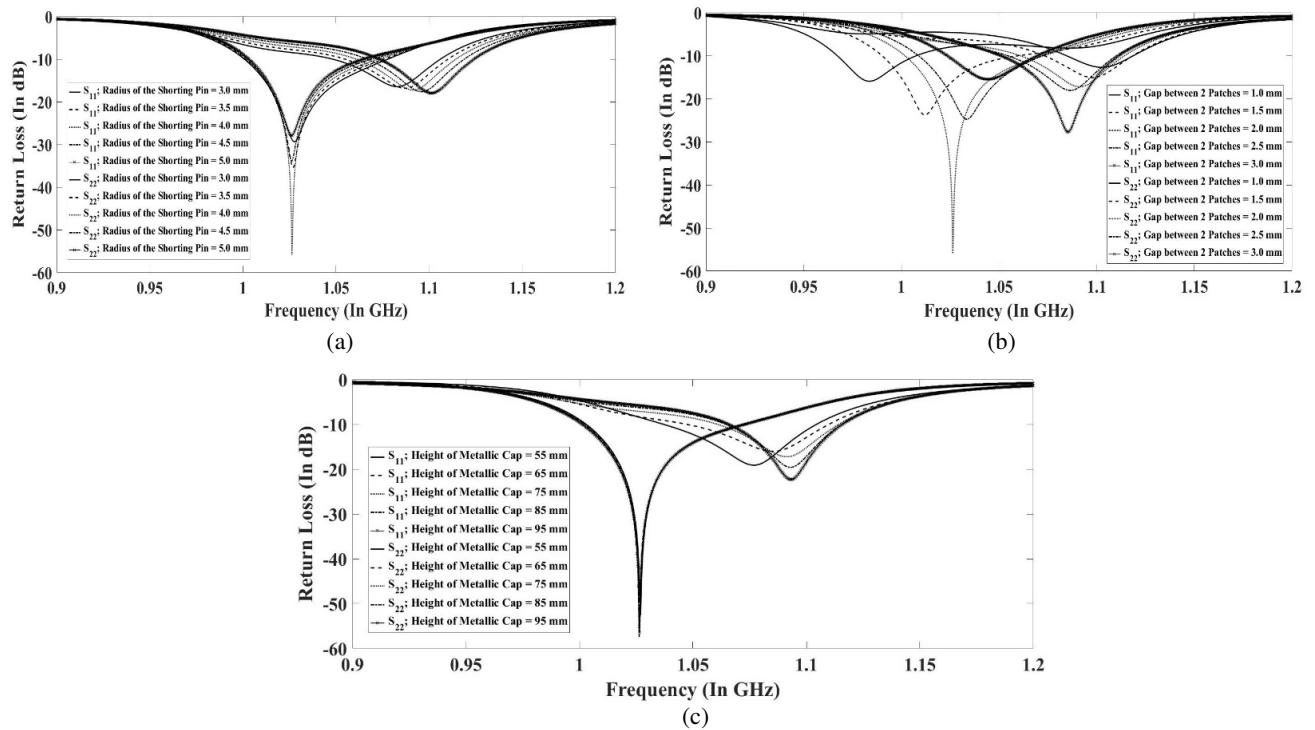 0
-10
-20
-30
-40
-50
-60
Return Loss (In dB)
S11; Radius of the Shorting Pin = 3.0 mm
S11; Radius of the Shorting Pin = 3.5 mm
S11; Radius of the Shorting Pin = 4.0 mm
S11; Radius of the Shorting Pin = 4.5 mm
S11; Radius of the Shorting Pin = 5.0 mm
S22; Radius of the Shorting Pin = 3.0 mm
S22; Radius of the Shorting Pin = 3.5 mm
S22; Radius of the Shorting Pin = 4.0 mm
S22; Radius of the Shorting Pin = 4.5 mm
S22; Radius of the Shorting Pin = 5.0 mm
0.9 0.95 1 1.05 1.1 1.15 1.2
Frequency (In GHz)
(a)
0
-10
-20
-30
-40
-50
-60
Return Loss (In dB)
S11; Gap between 2 Patches = 1.0 mm
S11; Gap between 2 Patches = 1.5 mm
S11; Gap between 2 Patches = 2.0 mm
S11; Gap between 2 Patches = 2.5 mm
S11; Gap between 2 Patches = 3.0 mm
S22; Gap between 2 Patches = 1.0 mm
S22; Gap between 2 Patches = 1.5 mm
S22; Gap between 2 Patches = 2.0 mm
S22; Gap between 2 Patches = 2.5 mm
S22; Gap between 2 Patches = 3.0 mm
0.9 0.95 1 1.05 1.1 1.15 1.2
Frequency (In GHz)
(b)
0
-10
-20
-30
-40
-50
-60
Return Loss (In dB)
S11; Height of Metallic Cap = 55 mm
S11; Height of Metallic Cap = 65 mm
S11; Height of Metallic Cap = 75 mm
S11; Height of Metallic Cap = 85 mm
S11; Height of Metallic Cap = 95 mm
S22; Height of Metallic Cap = 55 mm
S22; Height of Metallic Cap = 65 mm
S22; Height of Metallic Cap = 75 mm
S22; Height of Metallic Cap = 85 mm
S22; Height of Metallic Cap = 95 mm
0.9 0.95 1 1.05 1.1 1.15 1.2
Frequency (In GHz)
(c)